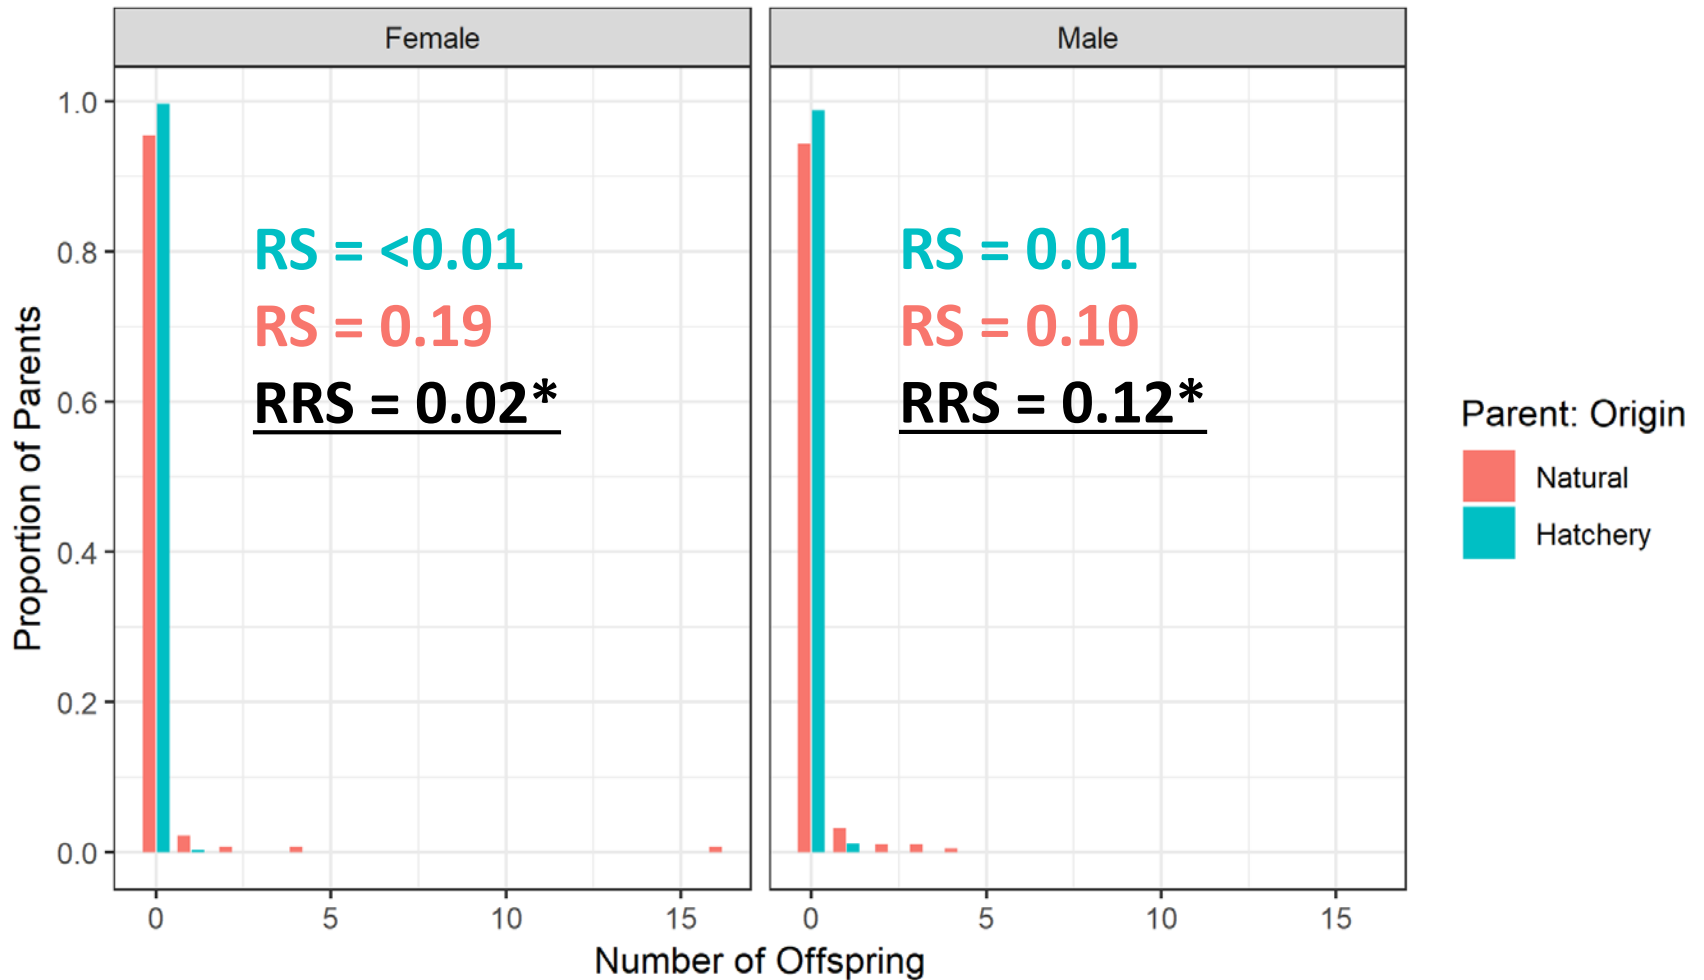 Female
Male
Proportion of Parents
1.0
0.8
0.6
0.4
0.2
0.0
RS = <0.01
RS = 0.19
RRS = 0.02*
RS = 0.01
RS = 0.10
RRS = 0.12*
0 5 10 15
0 5 10 15
Number of Offspring
Parent: Origin
Natural
Hatchery